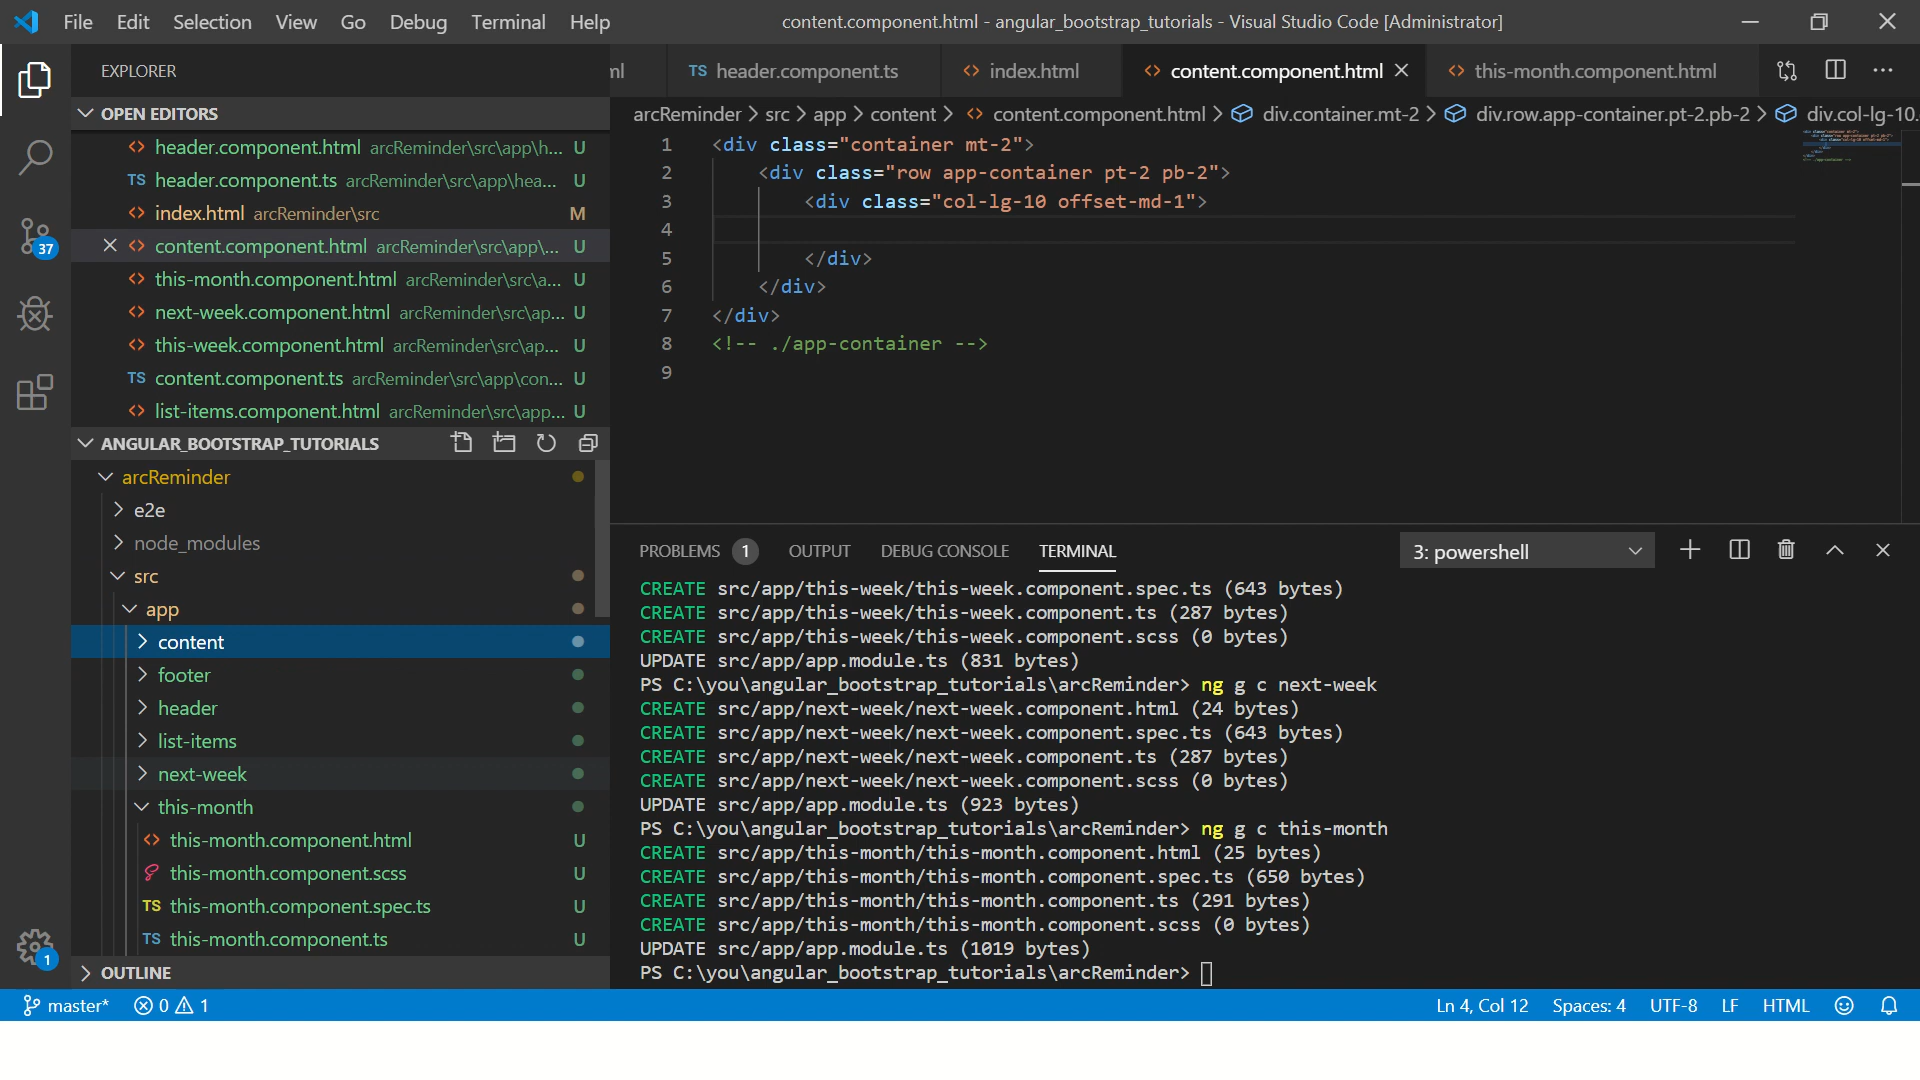 File Edit Selection View Go Debug Terminal Help
content.component.html - angular_bootstrap_tutorials - Visual Studio Code [Administrator]
EXPLORER
ml
TS header.component.ts
<> index.html
<> content.component.html
<> this-month.component.html
OPEN EDITORS
<> header.component.html arcReminder\src\app\h... U
TS header.component.ts arcReminder\src\app\hea... U
<> index.html arcReminder\src M
<> content.component.html arcReminder\src\app\... U
<> this-month.component.html arcReminder\src\a... U
<> next-week.component.html arcReminder\src\ap... U
<> this-week.component.html arcReminder\src\ap... U
TS content.component.ts arcReminder\src\app\con... U
<> list-items.component.html arcReminder\src\app... U
ANGULAR_BOOTSTRAP_TUTORIALS
arcReminder
e2e
node_modules
src
app
content
footer
header
list-items
next-week
this-month
<> this-month.component.html U
this-month.component.scss U
TS this-month.component.spec.ts U
TS this-month.component.ts U
OUTLINE
37
1
arcReminder > src > app > content > <> content.component.html > div.container.mt-2 > div.row.app-container.pt-2.pb-2 > div.col-lg-10.
1 <div class="container mt-2">
2 <div class="row app-container pt-2 pb-2">
3 <div class="col-lg-10 offset-md-1">
4
5 </div>
6 </div>
7 </div>
8 <!-- ./app-container -->
9
PROBLEMS 1 OUTPUT DEBUG CONSOLE TERMINAL
3: powershell
CREATE src/app/this-week/this-week.component.spec.ts (643 bytes)
CREATE src/app/this-week/this-week.component.ts (287 bytes)
CREATE src/app/this-week/this-week.component.scss (0 bytes)
UPDATE src/app/app.module.ts (831 bytes)
PS C:\you\angular_bootstrap_tutorials\arcReminder> ng g c next-week
CREATE src/app/next-week/next-week.component.html (24 bytes)
CREATE src/app/next-week/next-week.component.spec.ts (643 bytes)
CREATE src/app/next-week/next-week.component.ts (287 bytes)
CREATE src/app/next-week/next-week.component.scss (0 bytes)
UPDATE src/app/app.module.ts (923 bytes)
PS C:\you\angular_bootstrap_tutorials\arcReminder> ng g c this-month
CREATE src/app/this-month/this-month.component.html (25 bytes)
CREATE src/app/this-month/this-month.component.spec.ts (650 bytes)
CREATE src/app/this-month/this-month.component.ts (291 bytes)
CREATE src/app/this-month/this-month.component.scss (0 bytes)
UPDATE src/app/app.module.ts (1019 bytes)
PS C:\you\angular_bootstrap_tutorials\arcReminder>
master* 0 1
Ln 4, Col 12 Spaces: 4 UTF-8 LF HTML